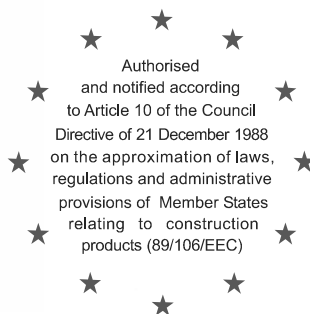 Authorised
and notified according
to Article 10 of the Council
Directive of 21 December 1988
on the approximation of laws,
regulations and administrative
provisions of Member States
relating to construction
products (89/106/EEC)